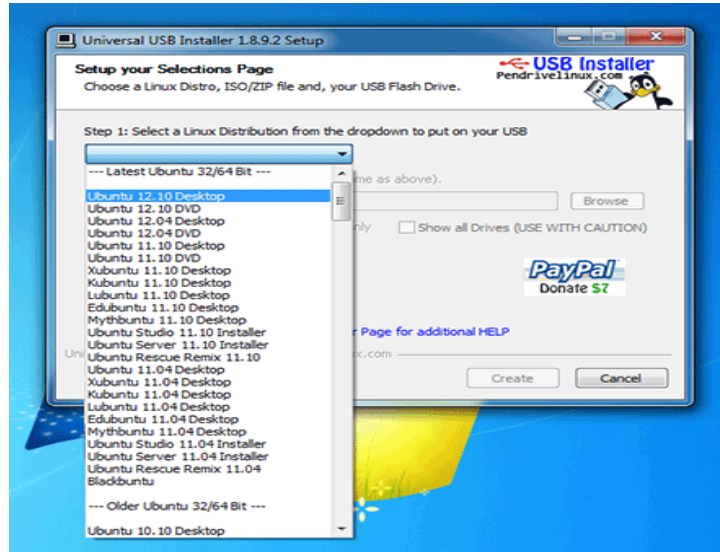 Universal USB Installer 1.8.9.2 Setup
Setup your Selections Page
Choose a Linux Distro, ISO/ZIP file and, your USB Flash Drive.
USB Installer
Pendrivelinux.com
Step 1: Select a Linux Distribution from the dropdown to put on your USB
--- Latest Ubuntu 32/64 Bit ---
Ubuntu 12.10 Desktop
Ubuntu 12.10 DVD
Ubuntu 12.04 Desktop
Ubuntu 12.04 DVD
Ubuntu 11.10 Desktop
Ubuntu 11.10 DVD
Xubuntu 11.10 Desktop
Kubuntu 11.10 Desktop
Lubuntu 11.10 Desktop
Edubuntu 11.10 Desktop
Mythbuntu 11.10 Desktop
Ubuntu Studio 11.10 Installer
Ubuntu Server 11.10 Installer
Ubuntu Rescue Remix 11.10
Ubuntu 11.04 Desktop
Xubuntu 11.04 Desktop
Kubuntu 11.04 Desktop
Lubuntu 11.04 Desktop
Edubuntu 11.04 Desktop
Mythbuntu 11.04 Desktop
Ubuntu Studio 11.04 Installer
Ubuntu Server 11.04 Installer
Ubuntu Rescue Remix 11.04
Blackbuntu
--- Older Ubuntu 32/64 Bit ---
Ubuntu 10.10 Desktop
as above).
Browse
Show all Drives (USE WITH CAUTION)
PayPal
Donate $7
Page for additional HELP
.com
Create
Cancel